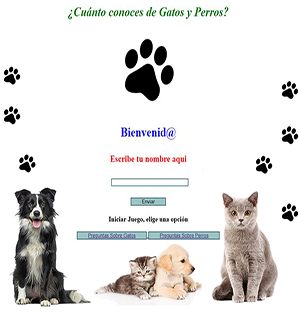 ¿Cuánto conoces de Gatos y Perros?
Bienvenid@
Escribe tu nombre aqui
Enviar
Iniciar Juego, elige una opción
Preguntas Sobre Gatos Preguntas Sobre Perros